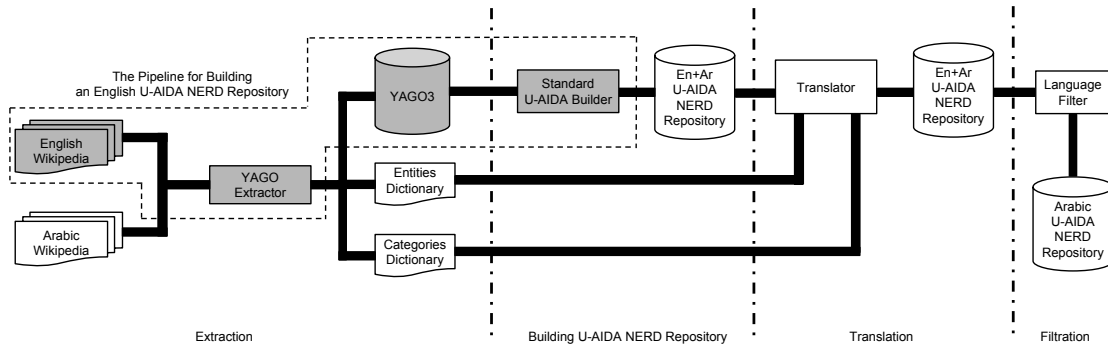 The Pipeline for Building
an English U-AIDA NERD Repository
English
Wikipedia
Arabic
Wikipedia
YAGO
Extractor
YAGO3
Entities
Dictionary
Categories
Dictionary
Standard
U-AIDA Builder
En+Ar
U-AIDA
NERD
Repository
Translator
En+Ar
U-AIDA
NERD
Repository
Language
Filter
Arabic
U-AIDA
NERD
Repository
Extraction
Building U-AIDA NERD Repository
Translation
Filtration